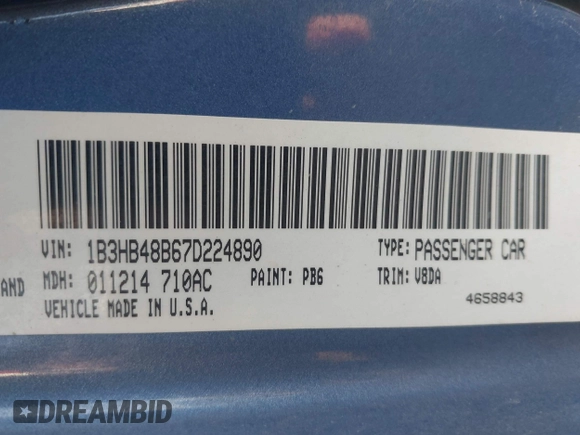 VIN: 1B3HB48B67D224890 TYPE: PASSENGER CAR
AND MDH: 011214 710AC PAINT: PB6 TRIM: V8DA
VEHICLE MADE IN U.S.A. 4658843
DREAMBID